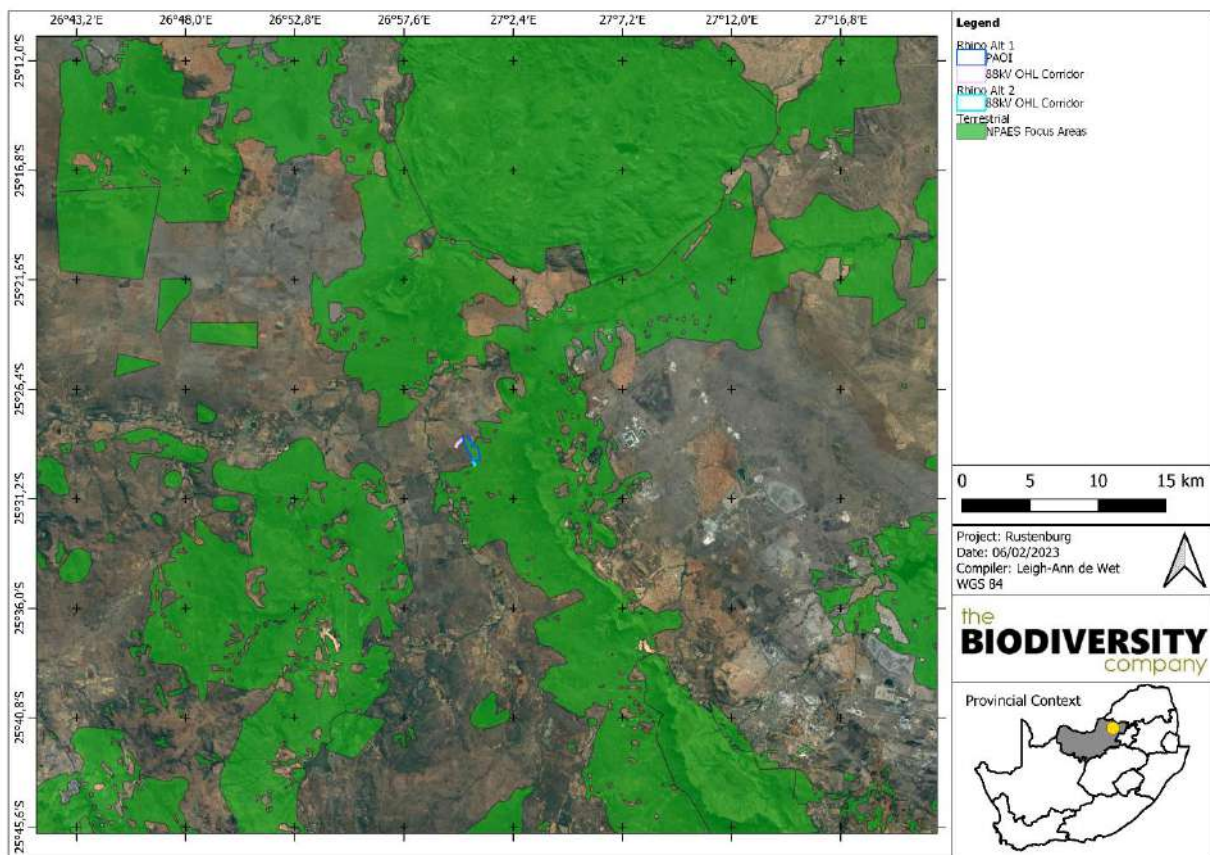 26°43,2'E 26°48,0'E 26°52,8'E 26°57,6'E 27°2,4'E 27°7,2'E 27°12,0'E 27°16,8'E
25°12,0'S
25°16,8'S
25°21,6'S
25°26,4'S
25°31,2'S
25°36,0'S
25°40,8'S
25°45,6'S
Legend
Rhino Alt 1
PAOI
88kV OHL Corridor
Rhino Alt 2
88kV OHL Corridor
Terrestrial
NPAES Focus Areas
0 5 10 15 km
Project: Rustenburg
Date: 06/02/2023
Compiler: Leigh-Ann de Wet
WGS 84
the
BIODIVERSITY
company
Provincial Context